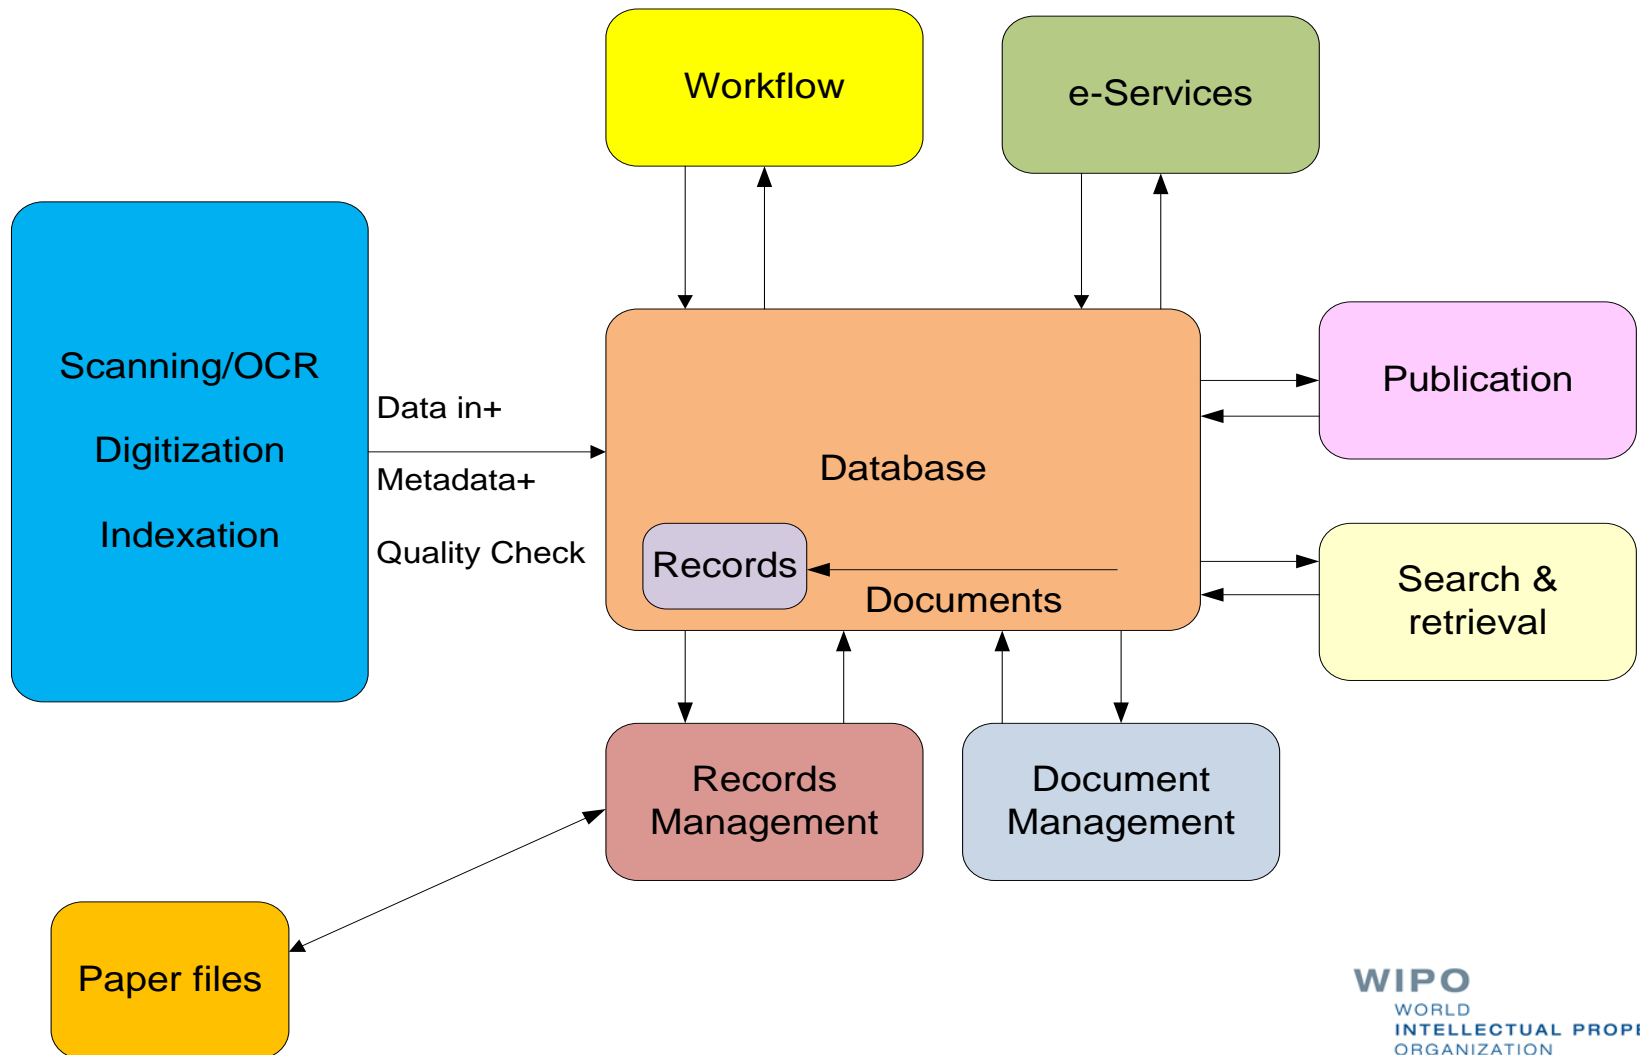 Workflow
e-Services
Scanning/OCR
Digitization
Indexation
Data in+
Metadata+
Quality Check
Database
Records
Documents
Publication
Search &
retrieval
Records
Management
Document
Management
Paper files
WIPO
WORLD
INTELLECTUAL PROPE
ORGANIZATION